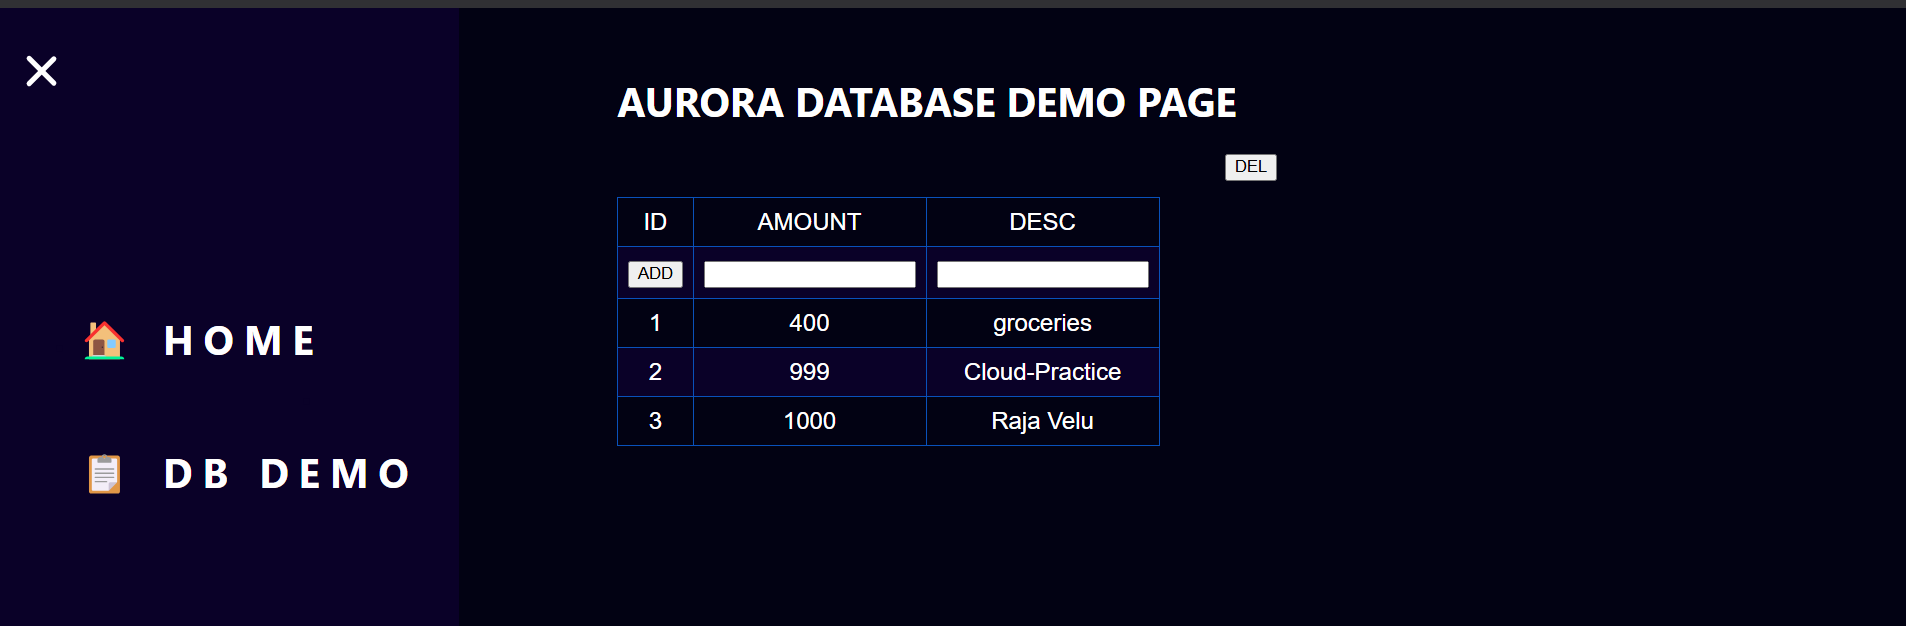 HOME
DB DEMO
AURORA DATABASE DEMO PAGE
DEL
ID AMOUNT DESC
ADD
1 400 groceries
2 999 Cloud-Practice
3 1000 Raja Velu